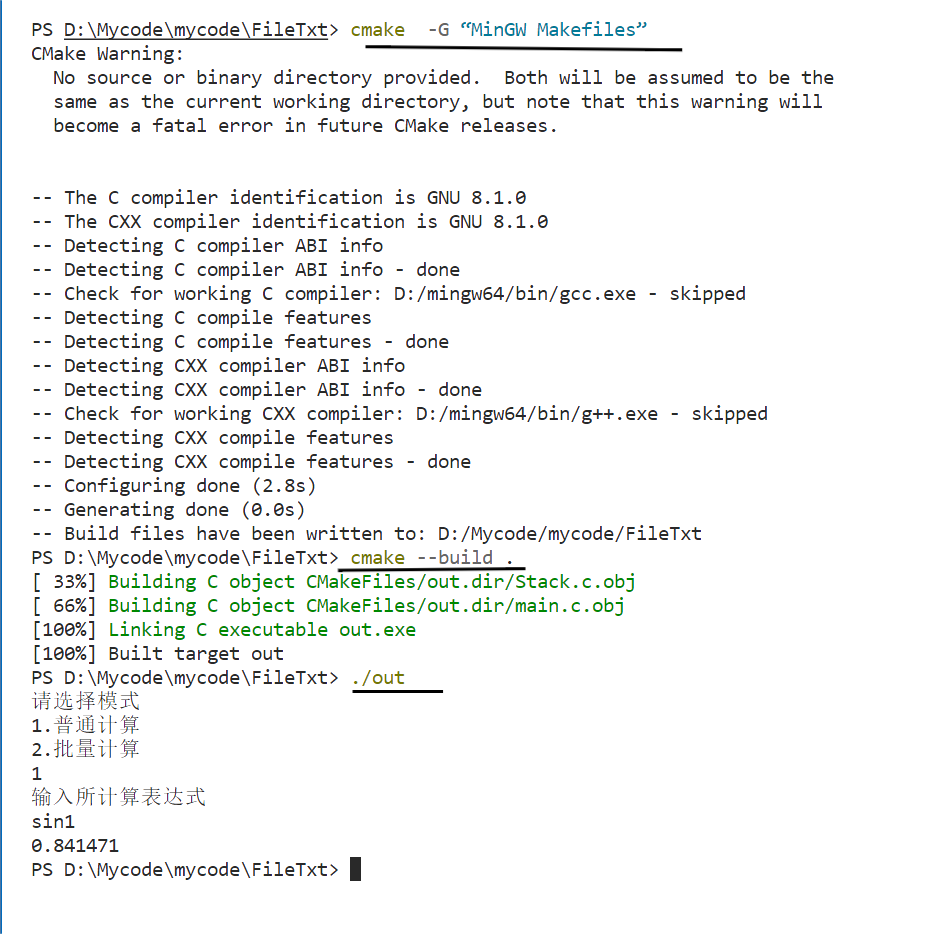 PS D:\Mycode\mycode\FileTxt> cmake  -G “MinGW Makefiles”
CMake Warning:
  No source or binary directory provided.  Both will be assumed to be the
  same as the current working directory, but note that this warning will
  become a fatal error in future CMake releases.
-- The C compiler identification is GNU 8.1.0
-- The CXX compiler identification is GNU 8.1.0
-- Detecting C compiler ABI info
-- Detecting C compiler ABI info - done
-- Check for working C compiler: D:/mingw64/bin/gcc.exe - skipped
-- Detecting C compile features
-- Detecting C compile features - done
-- Detecting CXX compiler ABI info
-- Detecting CXX compiler ABI info - done
-- Check for working CXX compiler: D:/mingw64/bin/g++.exe - skipped
-- Detecting CXX compile features
-- Detecting CXX compile features - done
-- Configuring done (2.8s)
-- Generating done (0.0s)
-- Build files have been written to: D:/Mycode/mycode/FileTxt
PS D:\Mycode\mycode\FileTxt> cmake --build .
[ 33%] Building C object CMakeFiles/out.dir/Stack.c.obj
[ 66%] Building C object CMakeFiles/out.dir/main.c.obj
[100%] Linking C executable out.exe
[100%] Built target out
PS D:\Mycode\mycode\FileTxt> ./out
请选择模式
1.普通计算
2.批量计算
1
输入所计算表达式
sin1
0.841471
PS D:\Mycode\mycode\FileTxt>